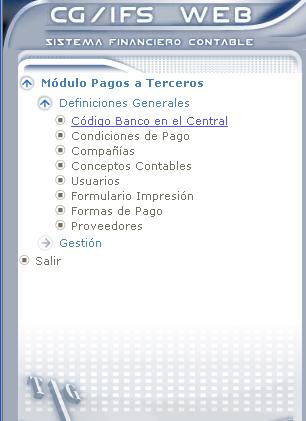 CG/IFS WEB
SISTEMA FINANCIERO CONTABLE
Módulo Pagos a Terceros
Definiciones Generales
Código Banco en el Central
Condiciones de Pago
Compañías
Conceptos Contables
Usuarios
Formulario Impresión
Formas de Pago
Proveedores
Gestión
Salir